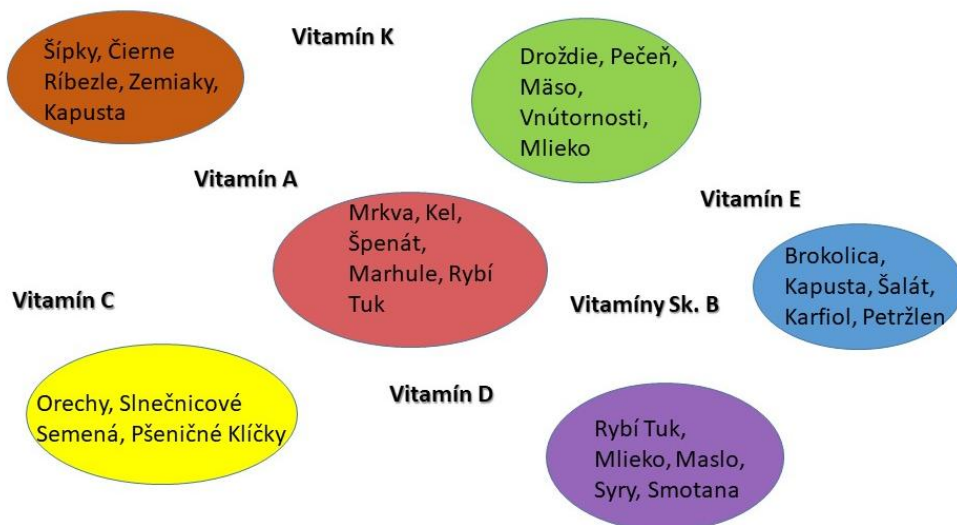 Vitamín K
Šípky, Čierne
Ríbezle, Zemiaky,
Kapusta
Droždie, Pečeň,
Mäso,
Vnútornosti,
Mlieko
Vitamín A
Vitamín E
Mrkva, Kel,
Špenát,
Marhule, Rybí
Tuk
Brokolica,
Kapusta, Šalát,
Karfiol, Petržlen
Vitamín C
Vitamíny Sk. B
Vitamín D
Orechy, Slnečnicové
Semená, Pšeničné Klíčky
Rybí Tuk,
Mlieko, Maslo,
Syry, Smotana